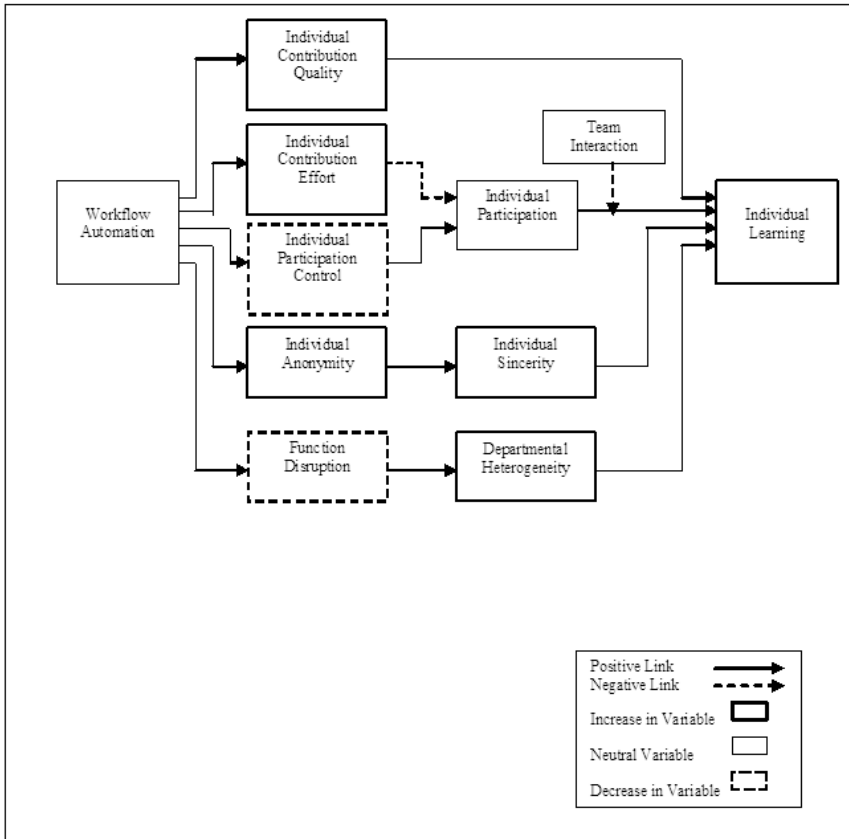 Individual
Contribution
Quality
Individual
Contribution
Effort
Team
Interaction
Workflow
Automation
Individual
Participation
Individual
Learning
Individual
Participation
Control
Individual
Anonymity
Individual
Sincerity
Function
Disruption
Departmental
Heterogeneity
Positive Link
Negative Link
Increase in Variable
Neutral Variable
Decrease in Variable